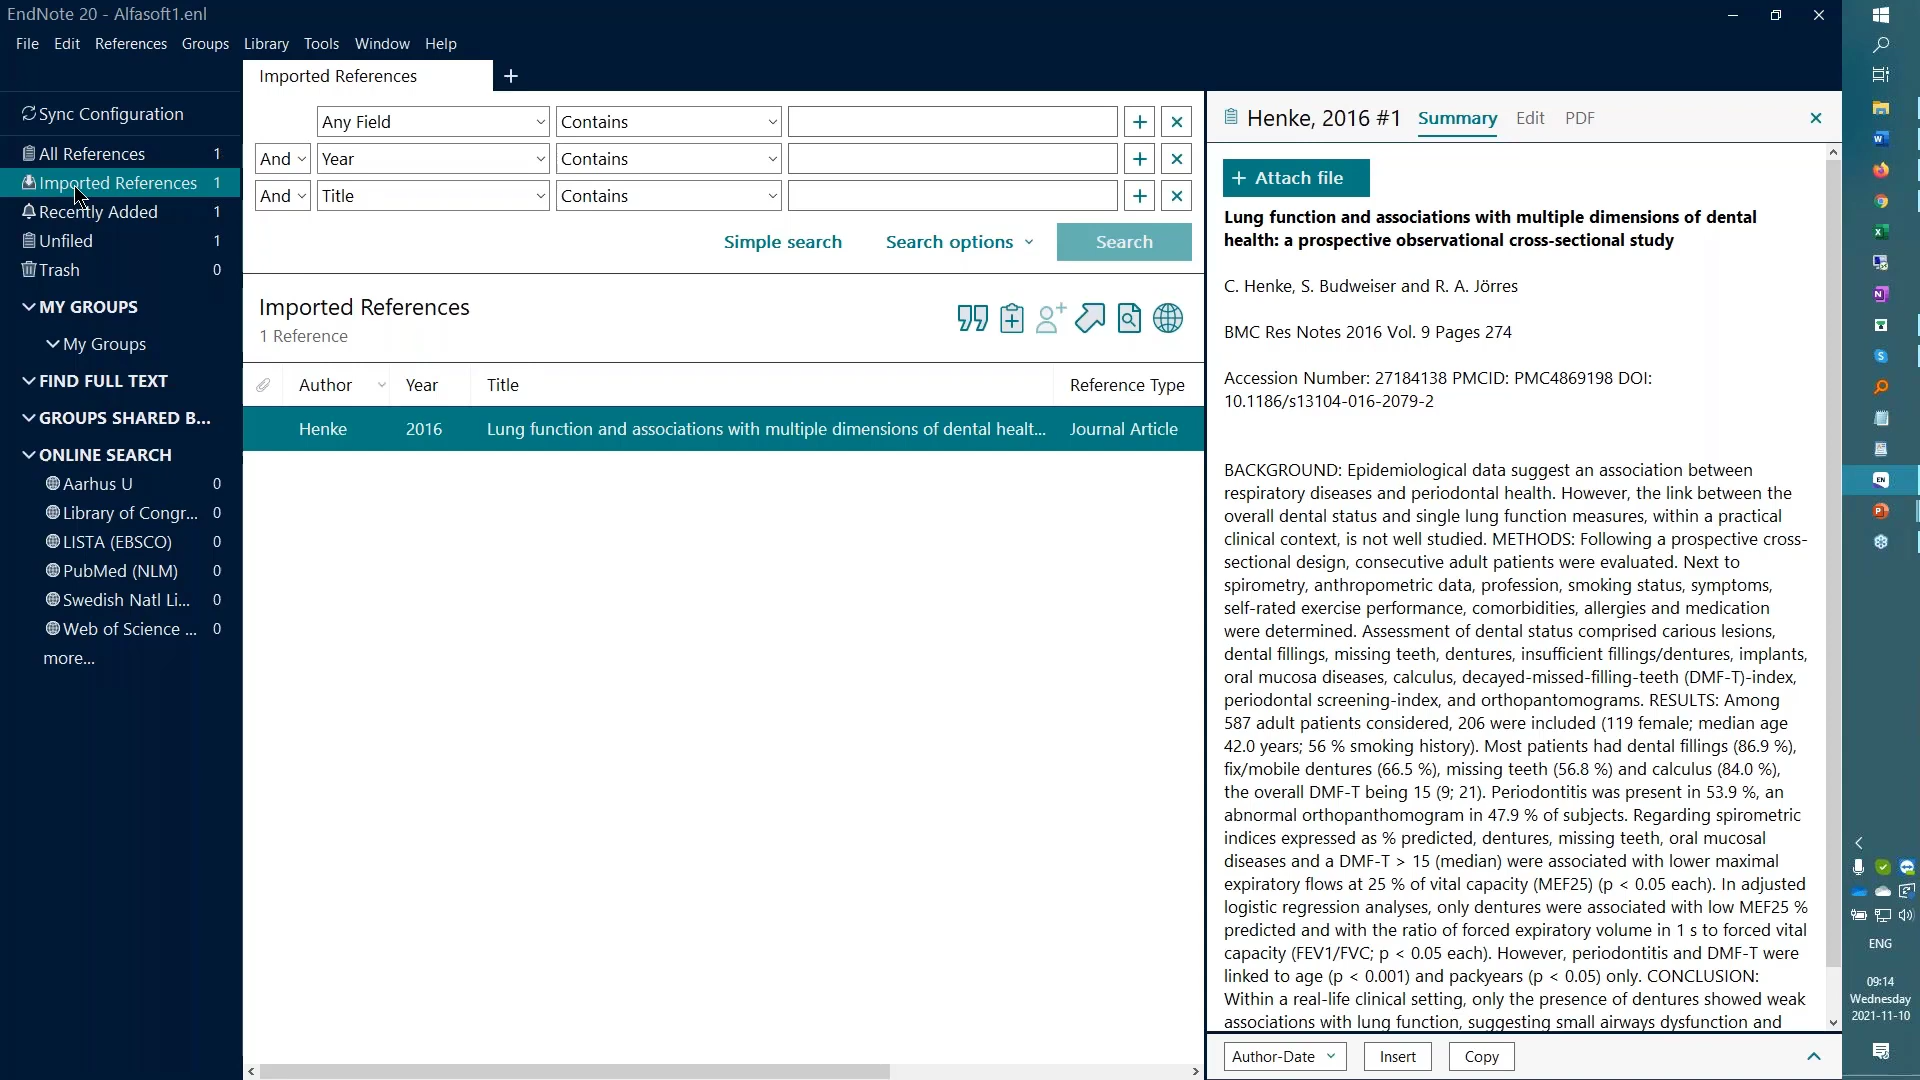 EndNote 20 - Alfasoft1.enl
File Edit References Groups Library Tools Window Help
Imported References
Sync Configuration
All References 1
Imported References 1
Recently Added 1
Unfiled 1
Trash 0
MY GROUPS
My Groups
FIND FULL TEXT
GROUPS SHARED B...
ONLINE SEARCH
Aarhus U 0
Library of Congr... 0
LISTA (EBSCO) 0
PubMed (NLM) 0
Swedish Natl Li... 0
Web of Science ... 0
more...
Any Field Contains
And Year Contains
And Title Contains
Simple search Search options Search
Imported References
1 Reference
Author Year Title Reference Type
Henke 2016 Lung function and associations with multiple dimensions of dental healt... Journal Article
Henke, 2016 #1 Summary Edit PDF
+ Attach file
Lung function and associations with multiple dimensions of dental
health: a prospective observational cross-sectional study
C. Henke, S. Budweiser and R. A. Jörres
BMC Res Notes 2016 Vol. 9 Pages 274
Accession Number: 27184138 PMCID: PMC4869198 DOI:
10.1186/s13104-016-2079-2
BACKGROUND: Epidemiological data suggest an association between
respiratory diseases and periodontal health. However, the link between the
overall dental status and single lung function measures, within a practical
clinical context, is not well studied. METHODS: Following a prospective cross-
sectional design, consecutive adult patients were evaluated. Next to
spirometry, anthropometric data, profession, smoking status, symptoms,
self-rated exercise performance, comorbidities, allergies and medication
were determined. Assessment of dental status comprised carious lesions,
dental fillings, missing teeth, dentures, insufficient fillings/dentures, implants,
oral mucosa diseases, calculus, decayed-missed-filling-teeth (DMF-T)-index,
periodontal screening-index, and orthopantomograms. RESULTS: Among
587 adult patients considered, 206 were included (119 female; median age
42.0 years; 56 % smoking history). Most patients had dental fillings (86.9 %),
fix/mobile dentures (66.5 %), missing teeth (56.8 %) and calculus (84.0 %),
the overall DMF-T being 15 (9; 21). Periodontitis was present in 53.9 %, an
abnormal orthopanthomogram in 47.9 % of subjects. Regarding spirometric
indices expressed as % predicted, dentures, missing teeth, oral mucosal
diseases and a DMF-T > 15 (median) were associated with lower maximal
expiratory flows at 25 % of vital capacity (MEF25) (p < 0.05 each). In adjusted
logistic regression analyses, only dentures were associated with low MEF25 %
predicted and with the ratio of forced expiratory volume in 1 s to forced vital
capacity (FEV1/FVC; p < 0.05 each). However, periodontitis and DMF-T were
linked to age (p < 0.001) and packyears (p < 0.05) only. CONCLUSION:
Within a real-life clinical setting, only the presence of dentures showed weak
associations with lung function, suggesting small airways dysfunction and
Author-Date Insert Copy
EN
ENG
09:14
Wednesday
2021-11-10